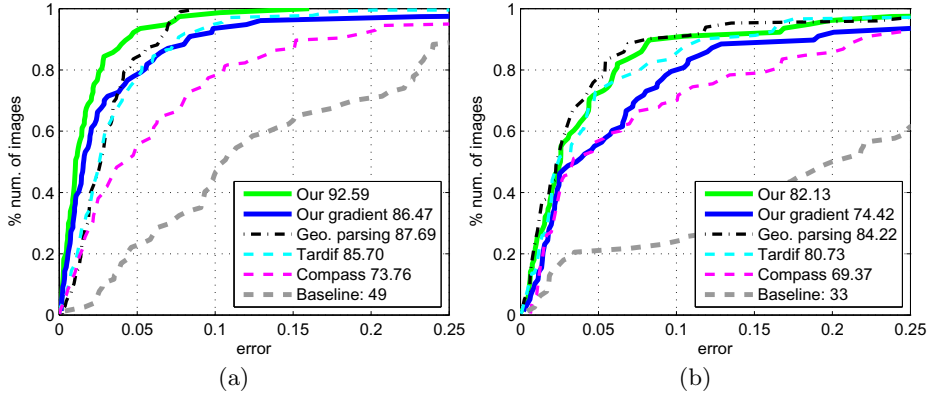 % num. of images
1
0.8
0.6
0.4
0.2
0
0
0.05
0.1
0.15
0.2
0.25
error
Our 92.59
Our gradient 86.47
Geo. parsing 87.69
Tardif 85.70
Compass 73.76
Baseline: 49
(a)
% num. of images
1
0.8
0.6
0.4
0.2
0
0
0.05
0.1
0.15
0.2
0.25
error
Our 82.13
Our gradient 74.42
Geo. parsing 84.22
Tardif 80.73
Compass 69.37
Baseline: 33
(b)